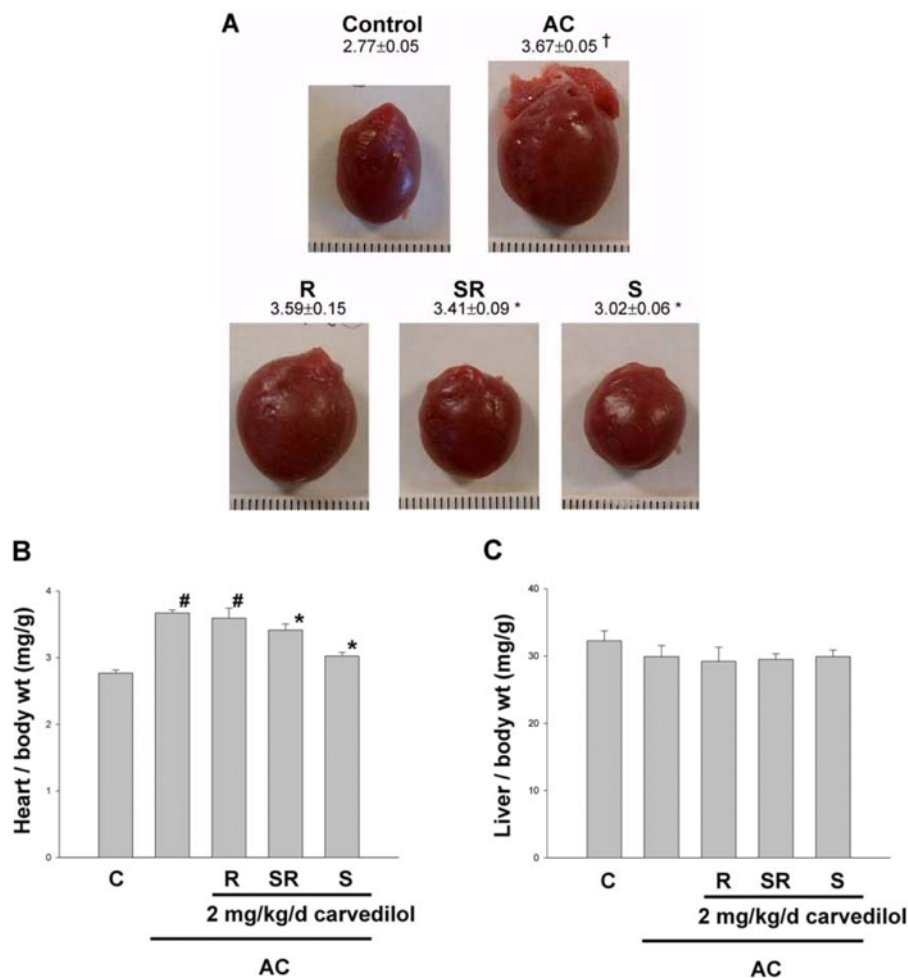 A
Control
2.77±0.05
AC
3.67±0.05 †
R
3.59±0.15
SR
3.41±0.09 *
S
3.02±0.06 *
B
Heart / body wt (mg/g)
4
3
2
1
0
#
#
*
*
C R SR S
2 mg/kg/d carvedilol
AC
C
Liver / body wt (mg/g)
40
30
20
10
0
C R SR S
2 mg/kg/d carvedilol
AC